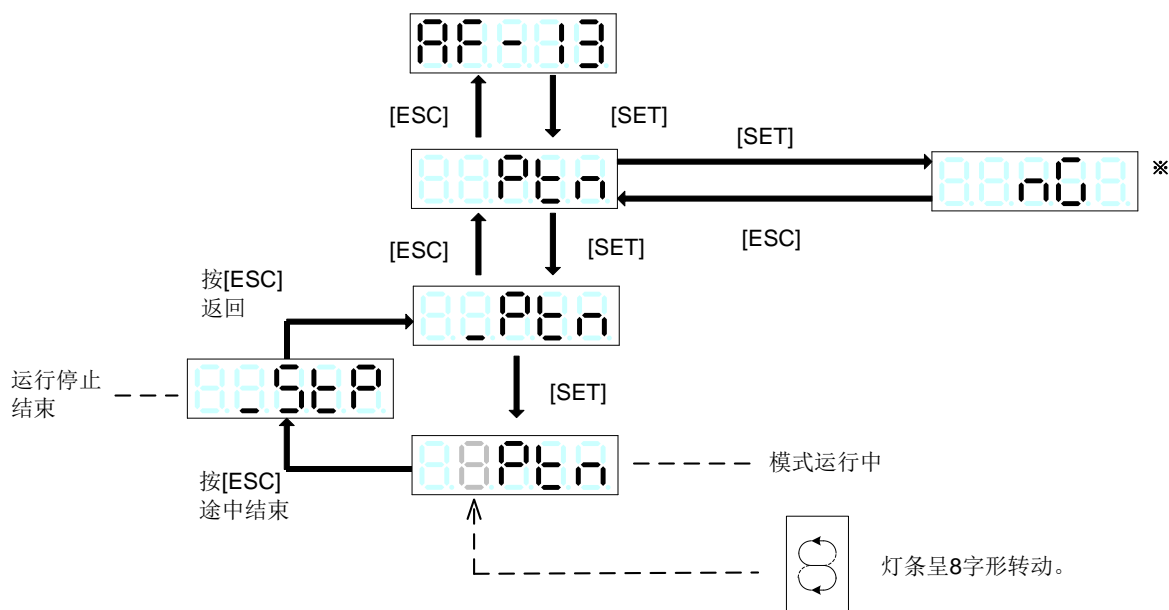 AF-13
[ESC]
[SET]
[SET]
Ptn
nG
※
[ESC]
[SET]
[ESC]
按[ESC]
返回
_Ptn
运行停止
结束
_StP
[SET]
Ptn
模式运行中
按[ESC]
途中结束
灯条呈8字形转动。